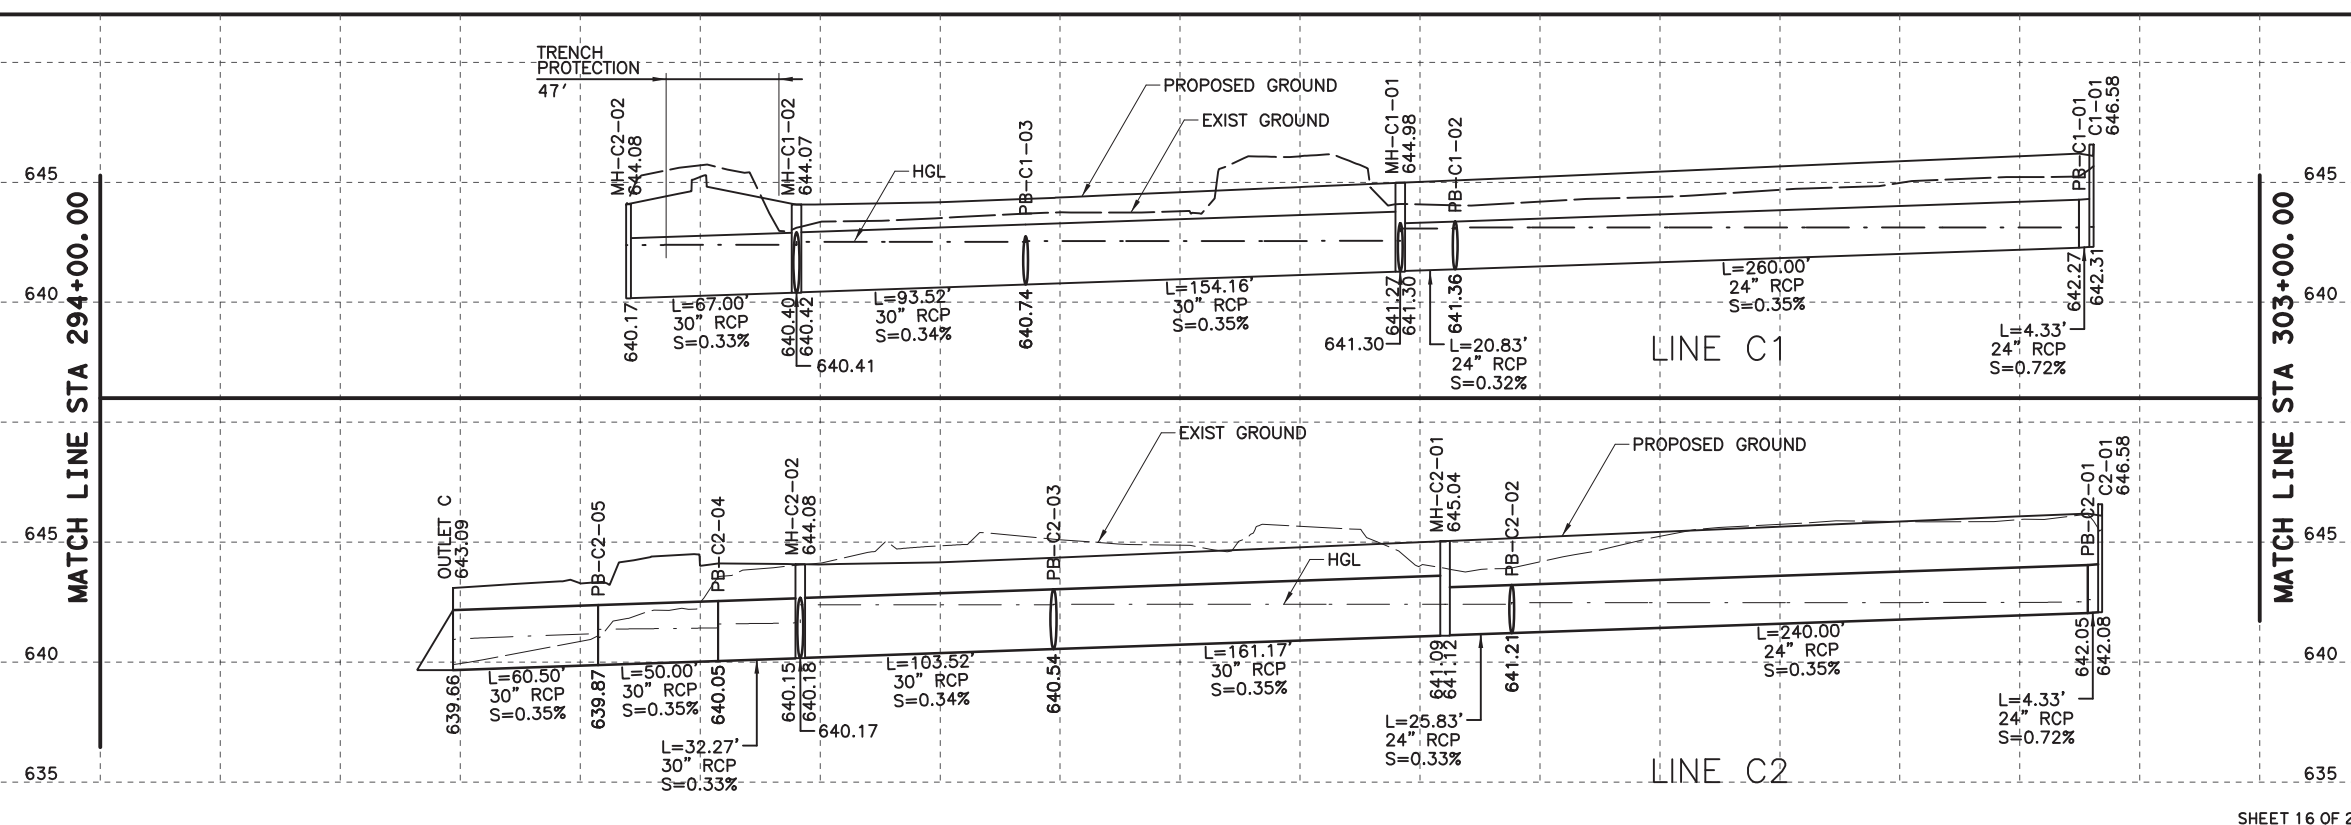 TRENCH
PROTECTION
47'
MH-C2-02
644.08
MH-C1-02
644.07
PROPOSED GROUND
EXIST GROUND
HGL
PB-C1-03
MH-C1-01
644.98
PB-C1-02
PB-C1-01
C1-01
646.58
645
645
640
640
MATCH LINE STA 294+00.00
MATCH LINE STA 303+00.00
640.17
L=67.00'
30" RCP
S=0.33%
640.40
640.42
640.41
L=93.52'
30" RCP
S=0.34%
640.74
L=154.16'
30" RCP
S=0.35%
641.27
641.30
641.30
L=20.83'
24" RCP
S=0.32%
641.36
L=260.00'
24" RCP
S=0.35%
LINE C1
L=4.33'
24" RCP
S=0.72%
642.27
642.31
EXIST GROUND
PROPOSED GROUND
HGL
OUTLET C
643.09
PB-C2-05
PB-C2-04
MH-C2-02
644.08
PB-C2-03
MH-C2-01
645.04
PB-C2-02
PB-C2-01
C2-01
646.58
645
645
640
640
635
635
639.66
L=60.50'
30" RCP
S=0.35%
639.87
L=50.00'
30" RCP
S=0.35%
640.05
L=32.27'
30" RCP
S=0.33%
640.15
640.18
640.17
L=103.52'
30" RCP
S=0.34%
640.54
L=161.17'
30" RCP
S=0.35%
641.09
641.12
L=25.83'
24" RCP
S=0.33%
641.21
L=240.00'
24" RCP
S=0.35%
LINE C2
L=4.33'
24" RCP
S=0.72%
642.05
642.08
SHEET 16 OF 2